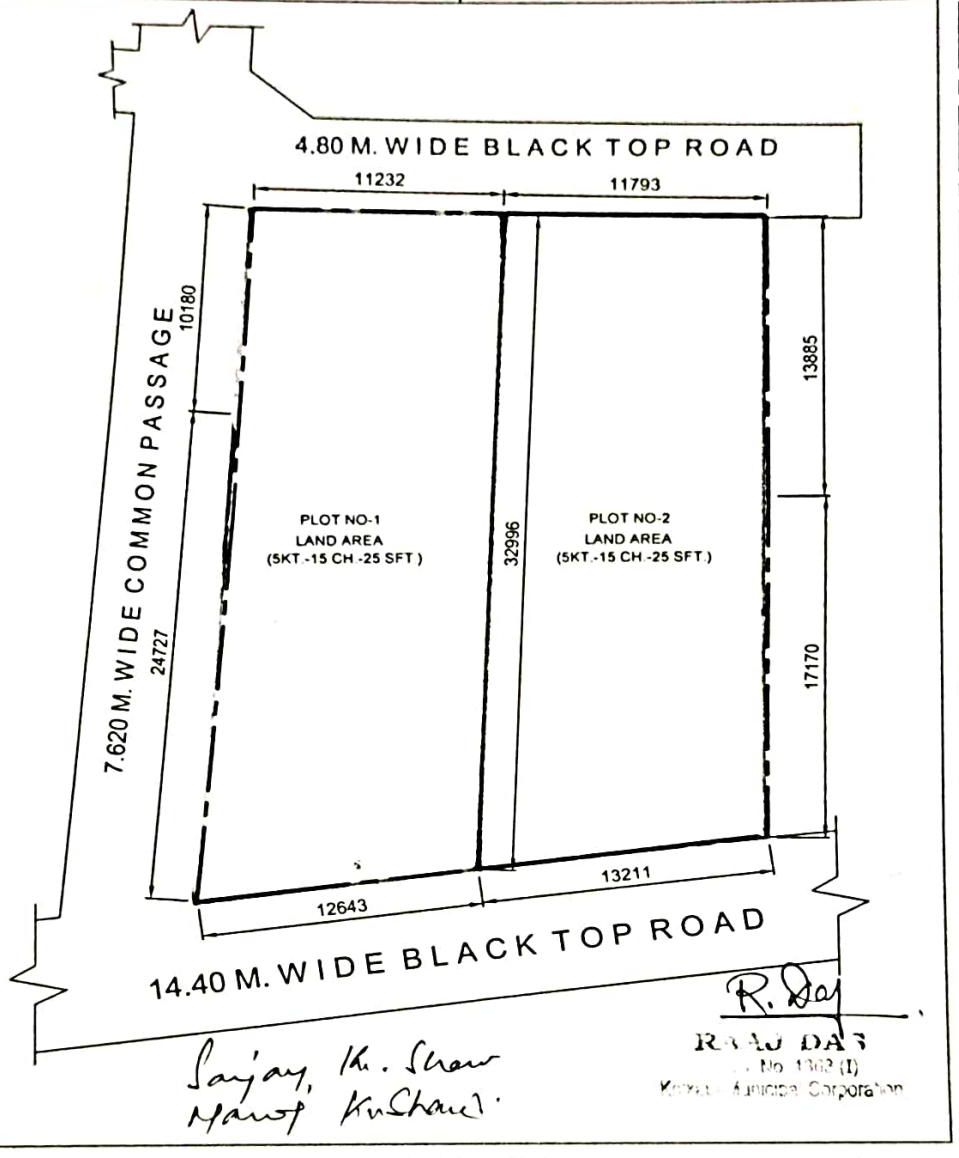 4.80 M. WIDE BLACK TOP ROAD
11232
11793
10180
13885
7.620 M. WIDE COMMON PASSAGE
PLOT NO-1
LAND AREA
(5KT.-15 CH.-25 SFT.)
32996
PLOT NO-2
LAND AREA
(5KT.-15 CH.-25 SFT.)
24727
17170
12643
13211
14.40 M. WIDE BLACK TOP ROAD
R. Das
DAS
No 1362 (I)
Municipal Corporation
Sanjay Kr. Shaw
Manoj Kr Shaw